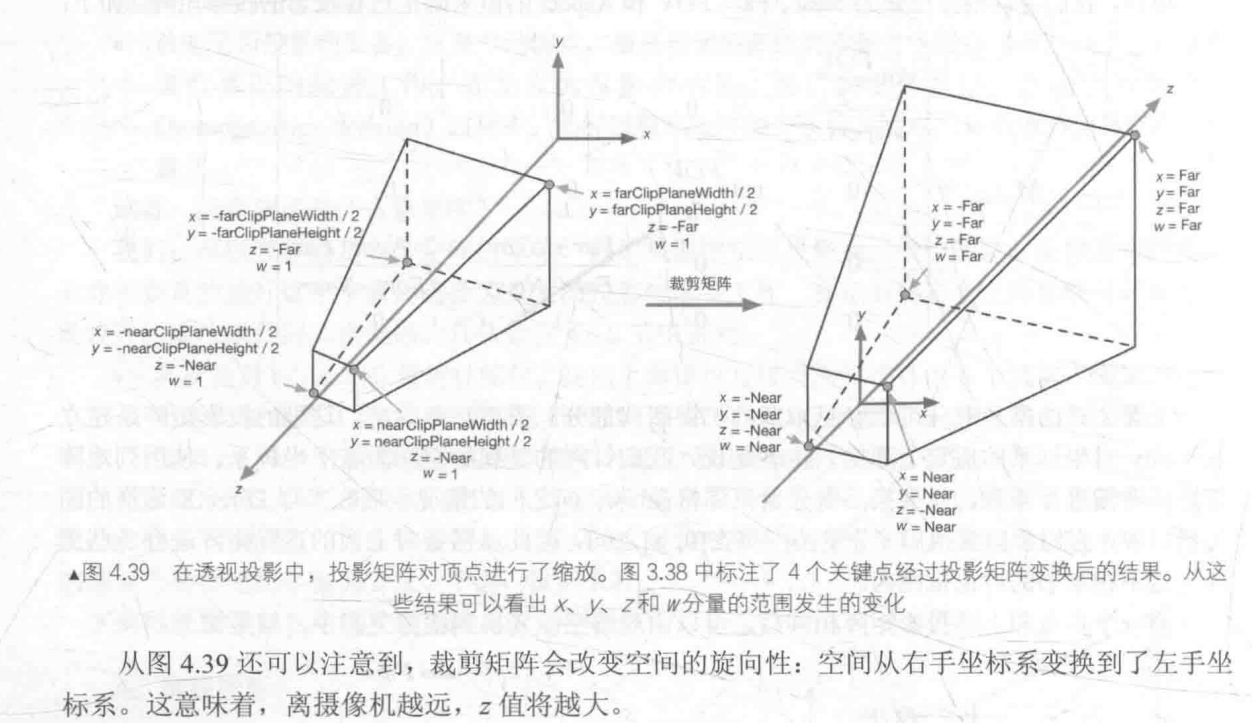 y
x
x = -farClipPlaneWidth / 2
y = -farClipPlaneHeight / 2
z = -Far
w = 1
x = farClipPlaneWidth / 2
y = farClipPlaneHeight / 2
z = -Far
w = 1
x = -nearClipPlaneWidth / 2
y = -nearClipPlaneHeight / 2
z = -Near
w = 1
x = nearClipPlaneWidth / 2
y = nearClipPlaneHeight / 2
z = -Near
w = 1
z
裁剪矩阵
z
x = Far
y = Far
z = Far
w = Far
x = -Far
y = -Far
z = Far
w = Far
y
x = -Near
y = -Near
z = -Near
w = Near
x = Near
y = Near
z = -Near
w = Near
▲图 4.39 在透视投影中，投影矩阵对顶点进行了缩放。图 3.38 中标注了 4 个关键点经过投影矩阵变换后的结果。从这
些结果可以看出 x、y、z和 w分量的范围发生的变化
从图 4.39 还可以注意到，裁剪矩阵会改变空间的旋向性：空间从右手坐标系变换到了左手坐
标系。这意味着，离摄像机越远，z 值将越大。